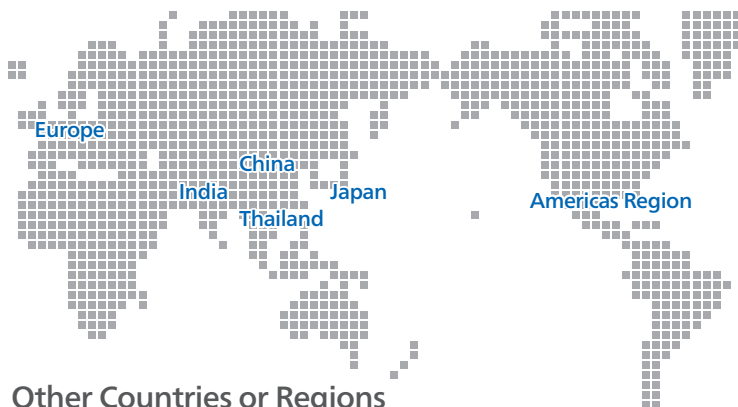 Europe
China
India
Japan
Thailand
Americas Region
Other Countries or Regions